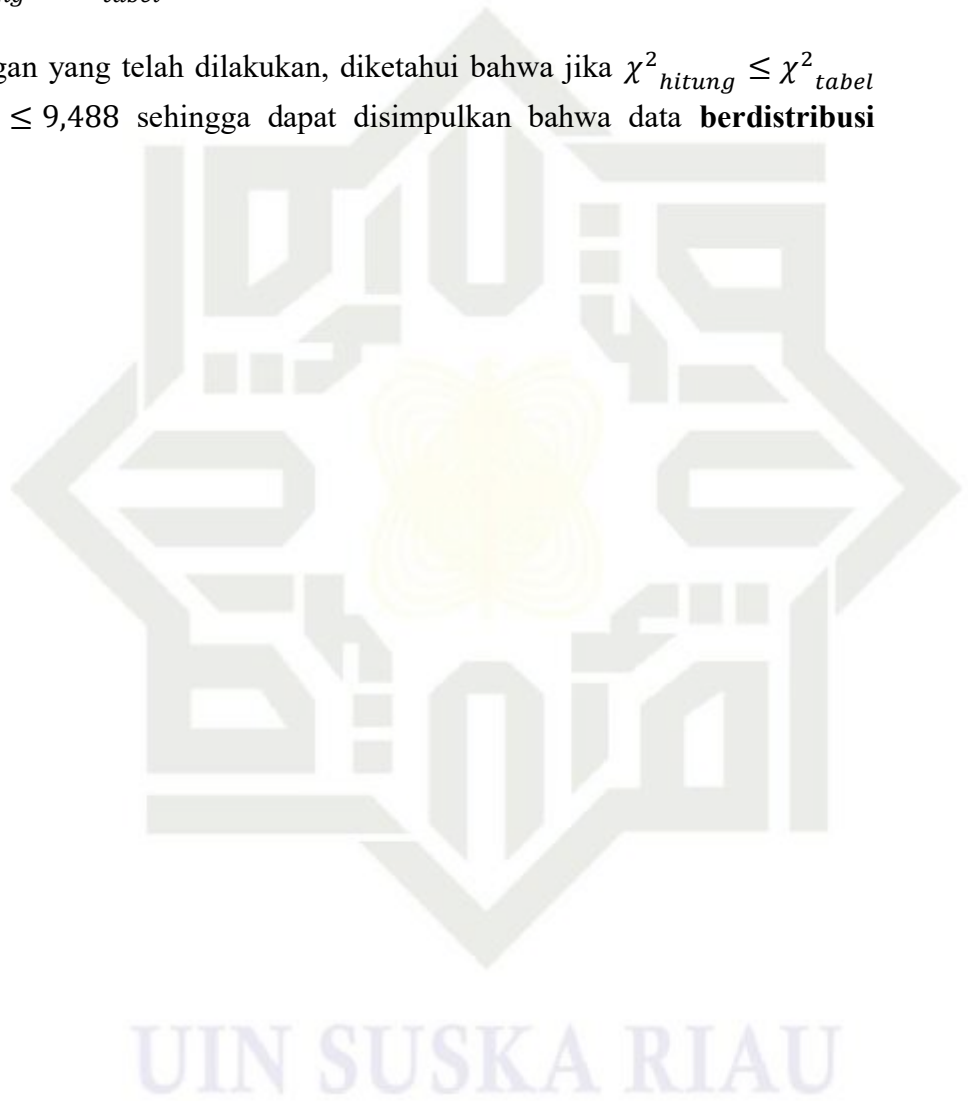 gan yang telah dilakukan, diketahui bahwa jika χ²hitung ≤ χ²tabel
≤ 9,488 sehingga dapat disimpulkan bahwa data berdistribusi
UIN SUSKA RIAU